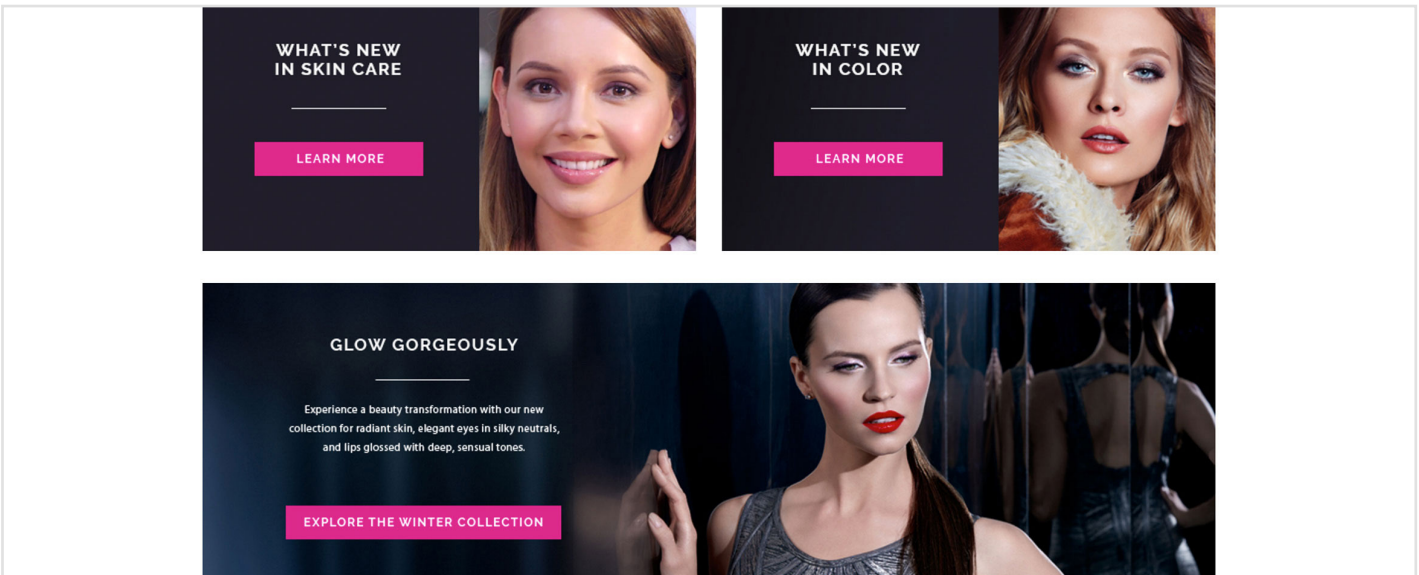 WHAT'S NEW
IN SKIN CARE
LEARN MORE
WHAT'S NEW
IN COLOR
LEARN MORE
GLOW GORGEOUSLY
Experience a beauty transformation with our new
collection for radiant skin, elegant eyes in silky neutrals,
and lips glossed with deep, sensual tones.
EXPLORE THE WINTER COLLECTION